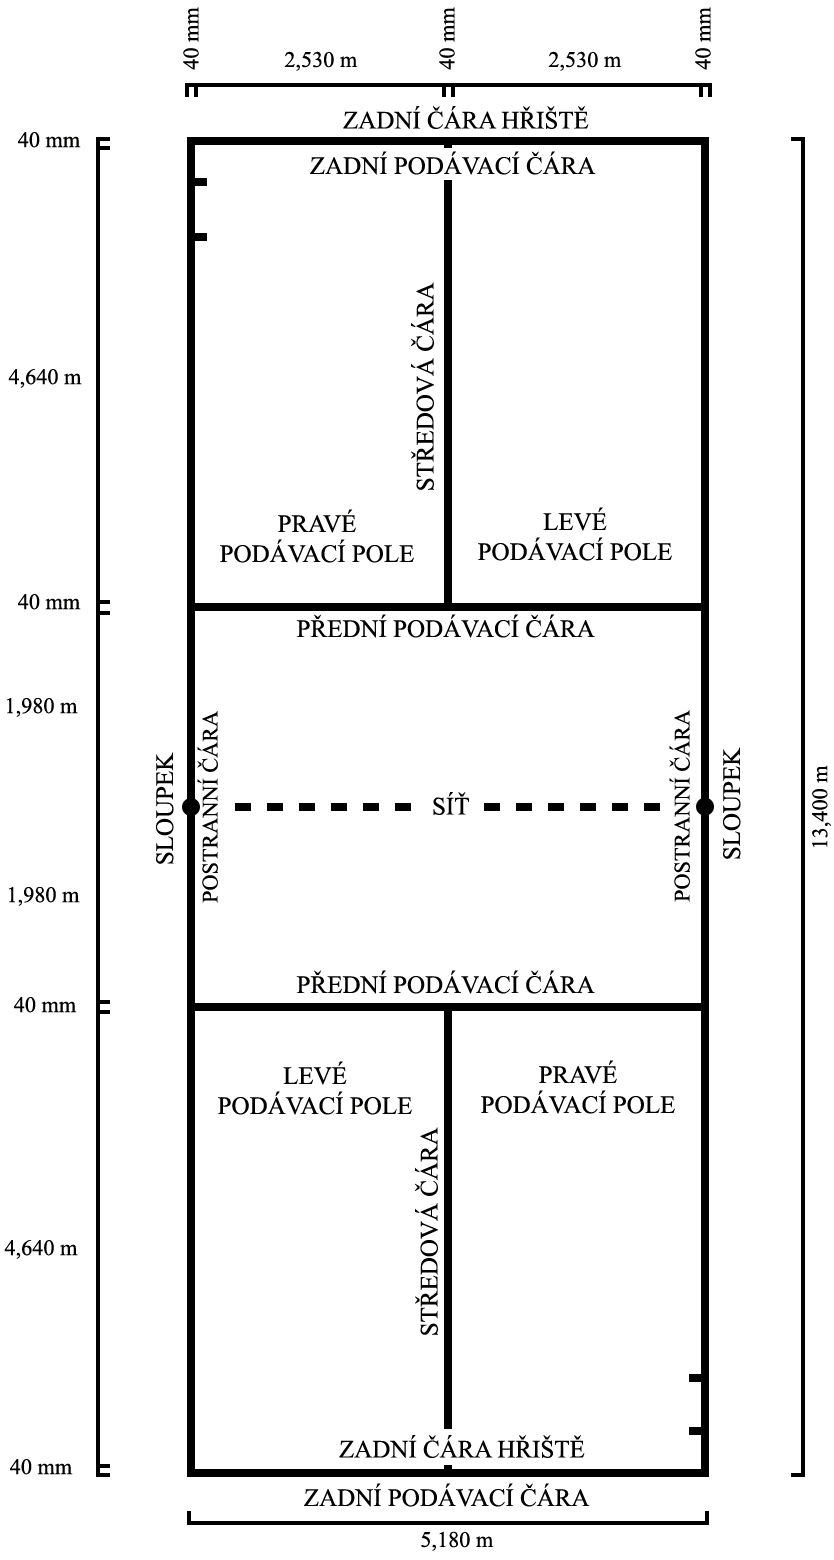 40 mm
2,530 m
40 mm
2,530 m
40 mm
ZADNÍ ČÁRA HŘIŠTĚ
40 mm
ZADNÍ PODÁVACÍ ČÁRA
STŘEDOVÁ ČÁRA
4,640 m
PRAVÉ
PODÁVACÍ POLE
LEVÉ
PODÁVACÍ POLE
40 mm
PŘEDNÍ PODÁVACÍ ČÁRA
1,980 m
SLOUPEK
POSTRANNÍ ČÁRA
SÍŤ
POSTRANNÍ ČÁRA
SLOUPEK
13,400 m
1,980 m
PŘEDNÍ PODÁVACÍ ČÁRA
40 mm
LEVÉ
PODÁVACÍ POLE
PRAVÉ
PODÁVACÍ POLE
STŘEDOVÁ ČÁRA
4,640 m
ZADNÍ ČÁRA HŘIŠTĚ
40 mm
ZADNÍ PODÁVACÍ ČÁRA
5,180 m